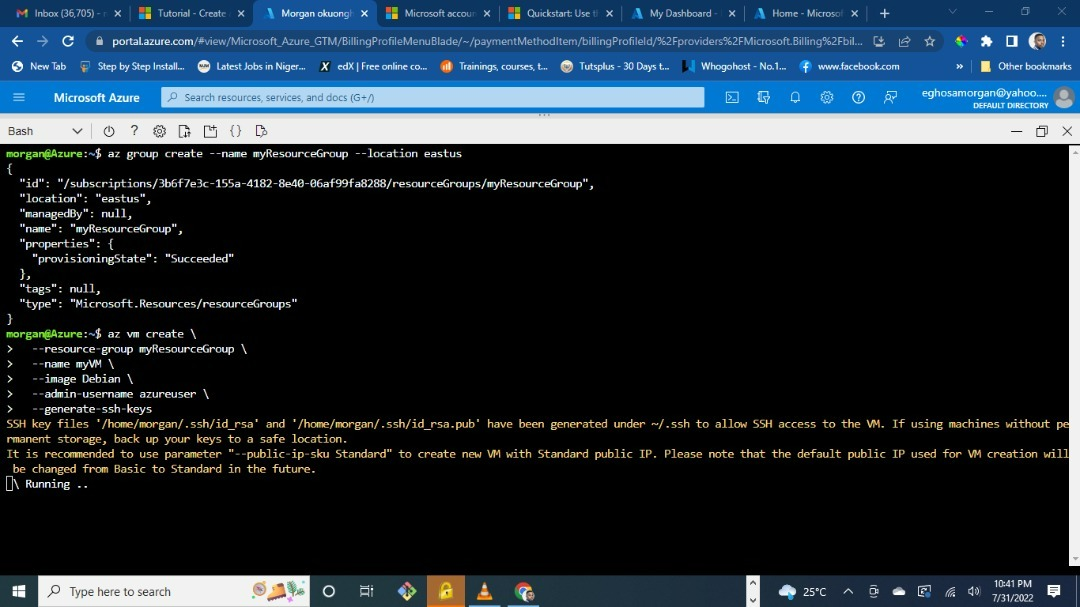 Inbox (36,705) -
Tutorial - Create
Morgan okuongh
Microsoft accoun
Quickstart: Use t
My Dashboard -
Home - Microsof
portal.azure.com/#view/Microsoft_Azure_GTM/BillingProfileMenuBlade/~/paymentMethodItem/billingProfileId/%2Fproviders%2FMicrosoft.Billing%2Fbil...
New Tab
Step by Step Install...
Latest Jobs in Niger...
edX | Free online co...
Trainings, courses, t...
Tutsplus - 30 Days t...
Whogohost - No.1...
www.facebook.com
»
Other bookmarks
Microsoft Azure
Search resources, services, and docs (G+/)
eghosamorgan@yahoo....
DEFAULT DIRECTORY
Bash
morgan@Azure:~$ az group create --name myResourceGroup --location eastus
{
"id": "/subscriptions/3b6f7e3c-155a-4182-8e40-06af99fa8288/resourceGroups/myResourceGroup",
"location": "eastus",
"managedBy": null,
"name": "myResourceGroup",
"properties": {
"provisioningState": "Succeeded"
},
"tags": null,
"type": "Microsoft.Resources/resourceGroups"
}
morgan@Azure:~$ az vm create \
> --resource-group myResourceGroup \
> --name myVM \
> --image Debian \
> --admin-username azureuser \
> --generate-ssh-keys
SSH key files '/home/morgan/.ssh/id_rsa' and '/home/morgan/.ssh/id_rsa.pub' have been generated under ~/.ssh to allow SSH access to the VM. If using machines without pe
rmanent storage, back up your keys to a safe location.
It is recommended to use parameter "--public-ip-sku Standard" to create new VM with Standard public IP. Please note that the default public IP used for VM creation will
be changed from Basic to Standard in the future.
\ Running ..
Type here to search
25°C
10:41 PM
7/31/2022